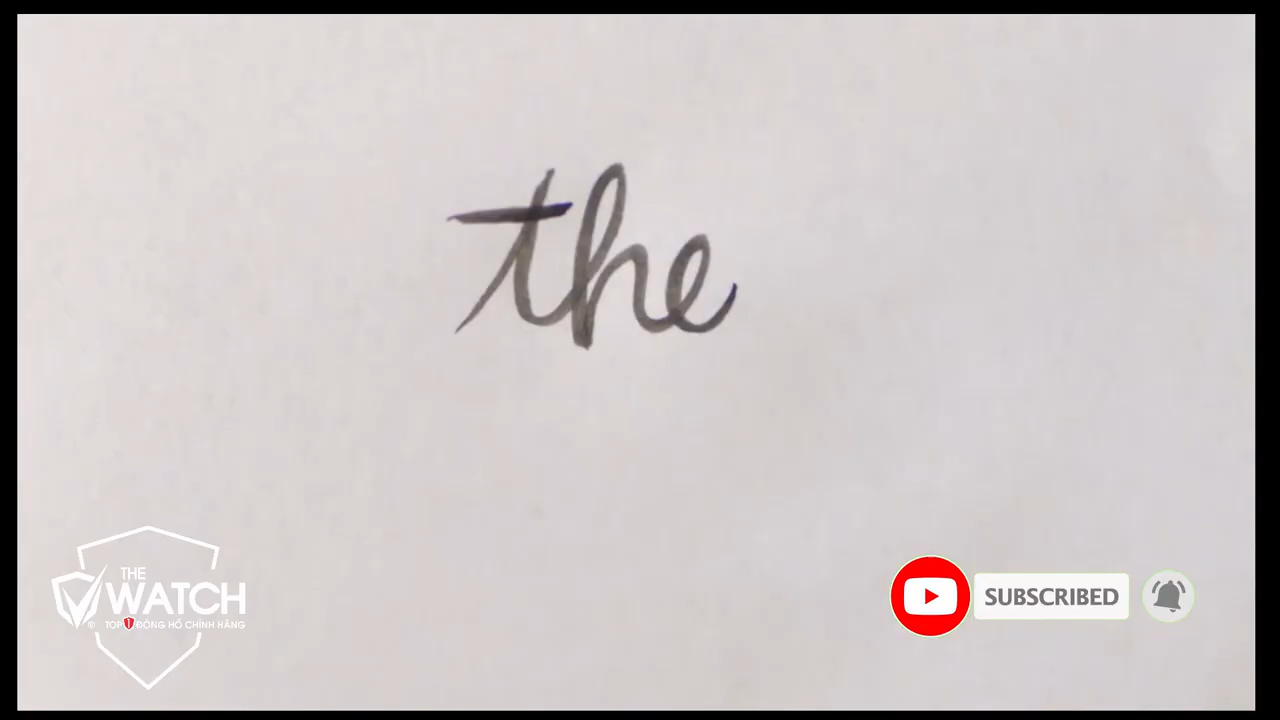 the
THE
WATCH
TOP 1 ĐỒNG HỒ CHÍNH HÃNG
SUBSCRIBED